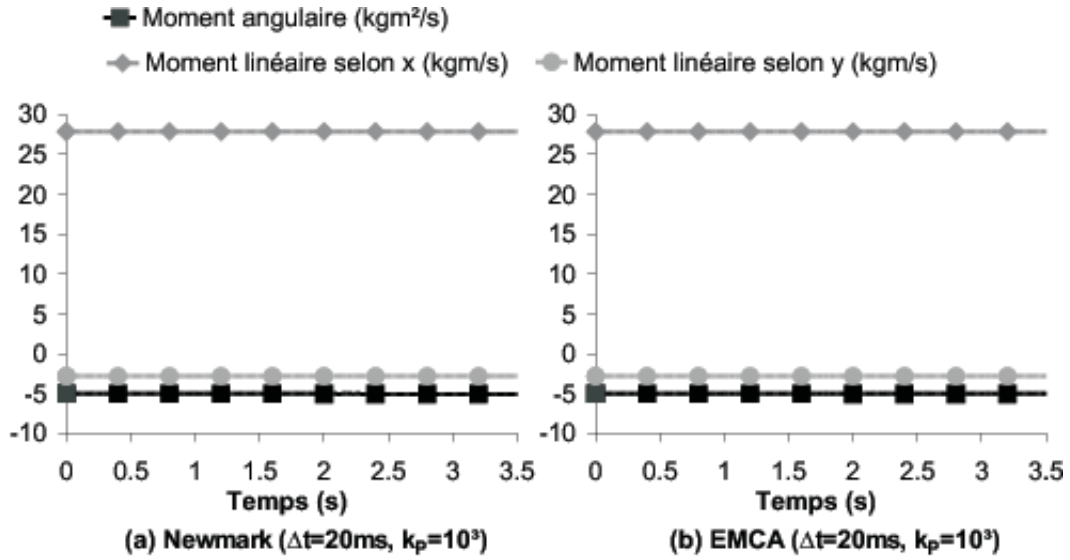 Moment angulaire (kgm²/s)
Moment linéaire selon x (kgm/s) Moment linéaire selon y (kgm/s)
30
25
20
15
10
5
0
-5
-10
0 0.5 1 1.5 2 2.5 3 3.5
Temps (s)
(a) Newmark (Δt=20ms, kP=10³)
30
25
20
15
10
5
0
-5
-10
0 0.5 1 1.5 2 2.5 3 3.5
Temps (s)
(b) EMCA (Δt=20ms, kP=10³)